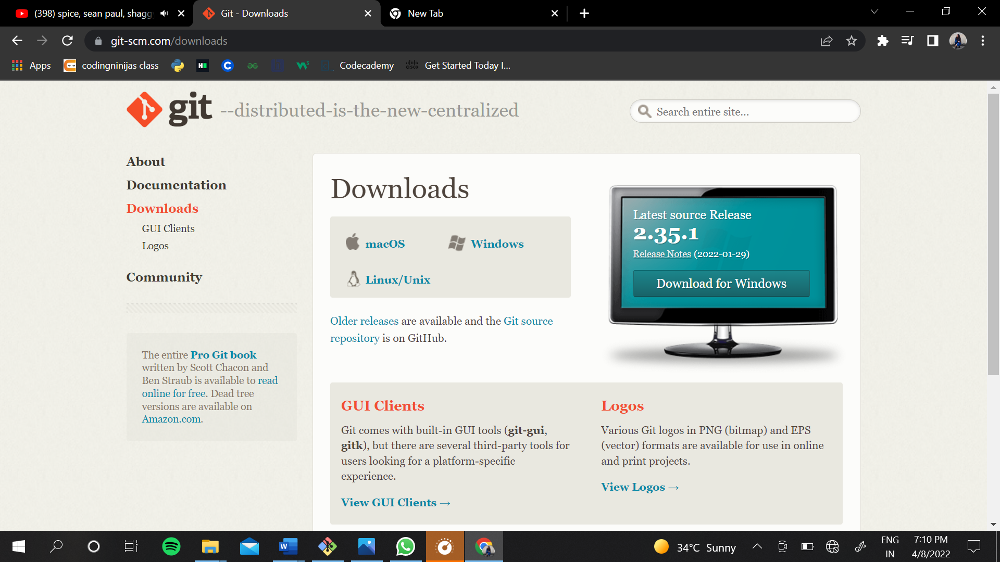 (398) spice, sean paul, shaggy
Git - Downloads
New Tab
git-scm.com/downloads
Apps
codingninjas class
Codecademy
Get Started Today I...
git --distributed-is-the-new-centralized
Search entire site...
About
Documentation
Downloads
GUI Clients
Logos
Community
The entire Pro Git book
written by Scott Chacon and
Ben Straub is available to read
online for free. Dead tree
versions are available on
Amazon.com.
Downloads
macOS
Windows
Linux/Unix
Older releases are available and the Git source
repository is on GitHub.
Latest source Release
2.35.1
Release Notes (2022-01-29)
Download for Windows
GUI Clients
Git comes with built-in GUI tools (git-gui,
gitk), but there are several third-party tools for
users looking for a platform-specific
experience.
View GUI Clients →
Logos
Various Git logos in PNG (bitmap) and EPS
(vector) formats are available for use in online
and print projects.
View Logos →
34°C Sunny
ENG
IN
7:10 PM
4/8/2022